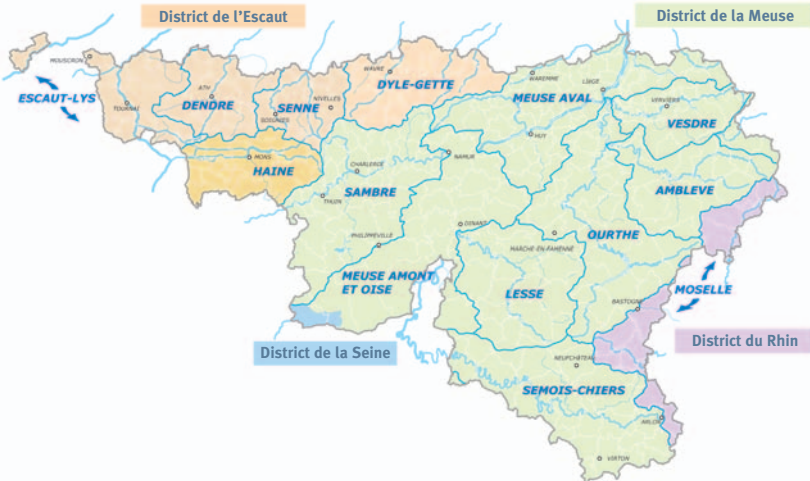 District de l'Escaut
District de la Meuse
MOUSCRON
WAVRE
DYLE-GETTE
WAREMME
LIEGE
ESCAUT-LYS
TOURNAI
ATH
DENDRE
SENNE
NIVELLES
SOIGNIES
MEUSE AVAL
VERVIERS
VESDRE
HUY
MONS
HAINE
CHARLEROI
NAMUR
SAMBRE
THUIN
AMBLEVE
DINANT
PHILIPPEVILLE
OURTHE
MARCHE-EN-FAMENNE
MEUSE AMONT
ET OISE
LESSE
BASTOGNE
MOSELLE
District de la Seine
District du Rhin
NEUFCHÂTEAU
SEMOIS-CHIERS
ARLON
VIRTON